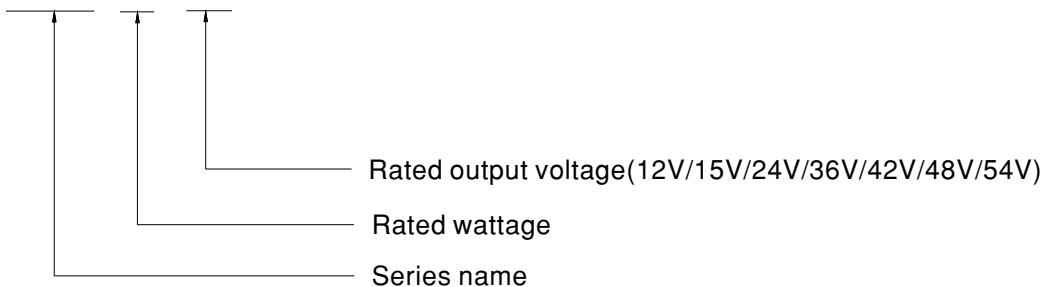 Rated output voltage(12V/15V/24V/36V/42V/48V/54V)
Rated wattage
Series name